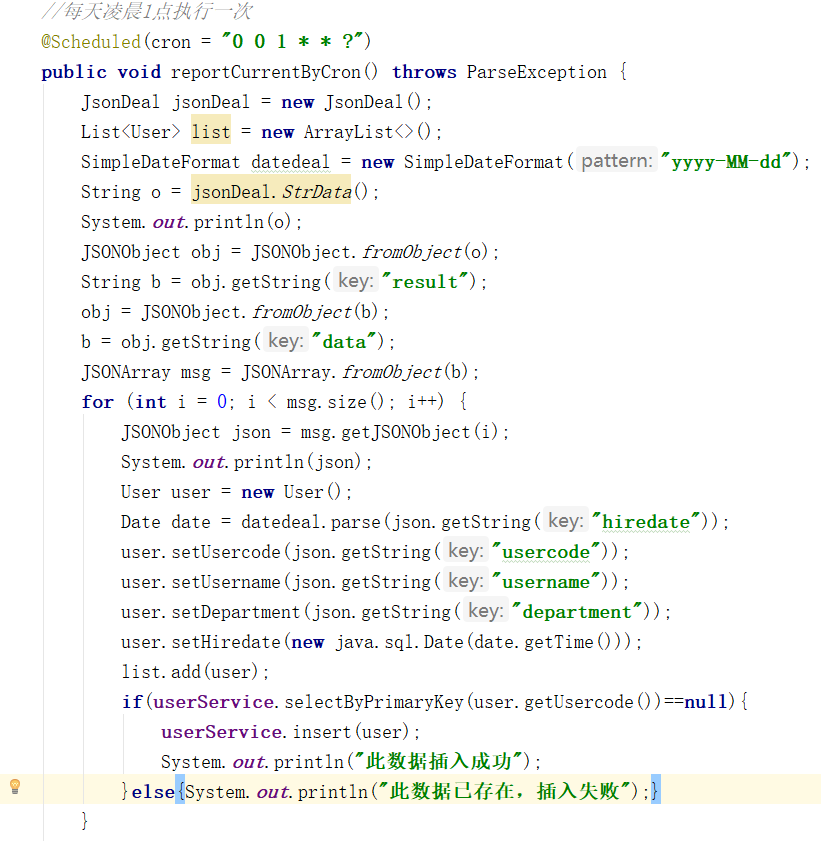 //每天凌晨1点执行一次
@Scheduled(cron = "0 0 1 * * ?")
public void reportCurrentByCron() throws ParseException {
JsonDeal jsonDeal = new JsonDeal();
List<User> list = new ArrayList<>();
SimpleDateFormat datedeal = new SimpleDateFormat( pattern: "yyyy-MM-dd");
String o = jsonDeal.StrData();
System.out.println(o);
JSONObject obj = JSONObject.fromObject(o);
String b = obj.getString( key: "result");
obj = JSONObject.fromObject(b);
b = obj.getString( key: "data");
JSONArray msg = JSONArray.fromObject(b);
for (int i = 0; i < msg.size(); i++) {
JSONObject json = msg.getJSONObject(i);
System.out.println(json);
User user = new User();
Date date = datedeal.parse(json.getString( key: "hiredate"));
user.setUsercode(json.getString( key: "usercode"));
user.setUsername(json.getString( key: "username"));
user.setDepartment(json.getString( key: "department"));
user.setHiredate(new java.sql.Date(date.getTime()));
list.add(user);
if(userService.selectByPrimaryKey(user.getUsercode())==null){
userService.insert(user);
System.out.println("此数据插入成功");
}else{System.out.println("此数据已存在，插入失败");}
}